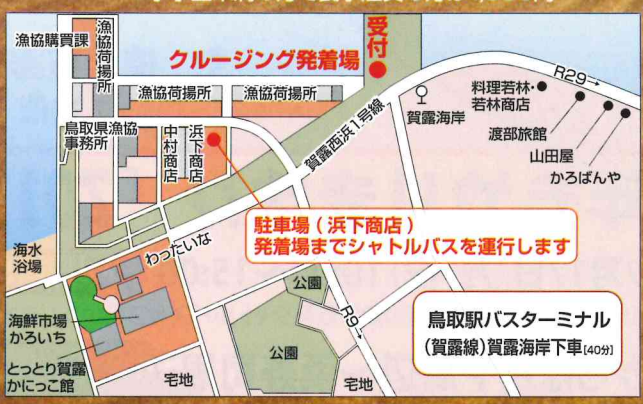 漁協購買課
漁協荷揚所
クルージング発着場
受付
漁協荷揚所
漁協荷揚所
R29→
料理若林・
若林商店
賀露海岸
渡部旅館
山田屋
かろばんや
鳥取県漁協
事務所
中村商店
浜下商店
賀露西浜1号線
駐車場(浜下商店)
発着場までシャトルバスを運行します
海水
浴場
わったいな
公園
海鮮市場
かろいち
R9→
鳥取駅バスターミナル
(賀露線)賀露海岸下車[40分]
とっとり賀露
かにっこ館
公園
宅地
宅地